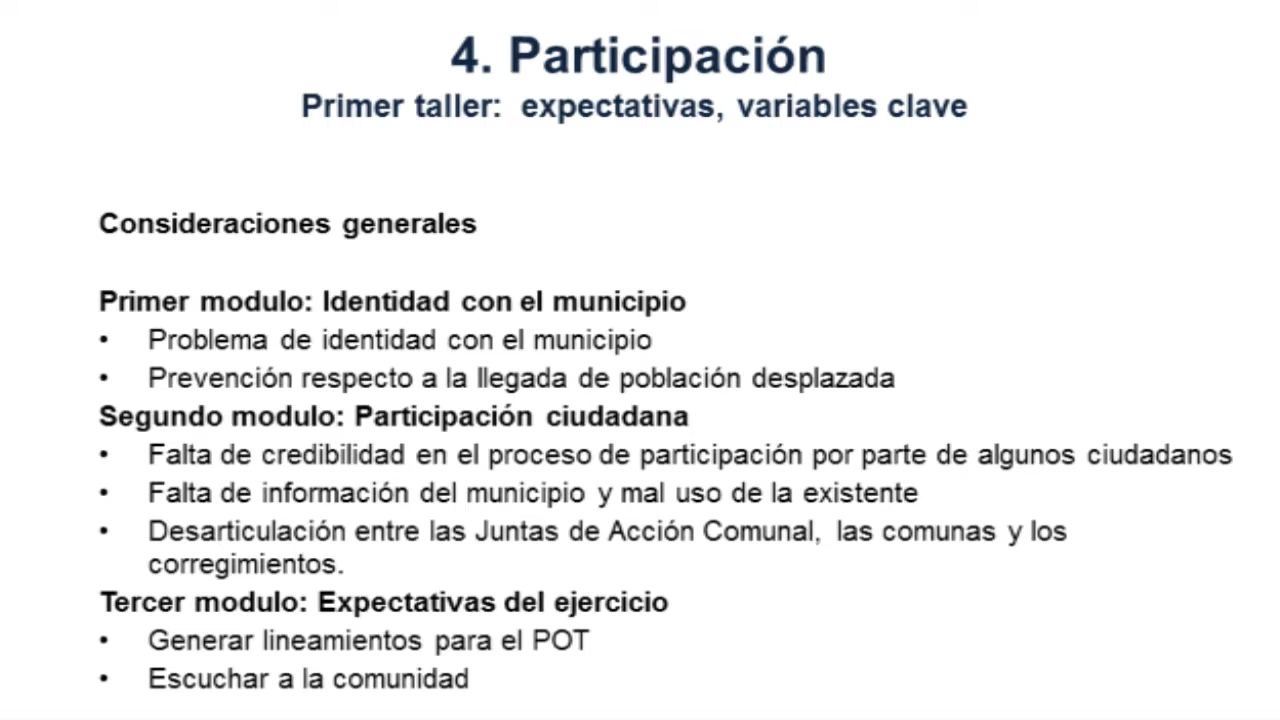 4. Participación
Primer taller: expectativas, variables clave
Consideraciones generales
Primer modulo: Identidad con el municipio
• Problema de identidad con el municipio
• Prevención respecto a la llegada de población desplazada
Segundo modulo: Participación ciudadana
• Falta de credibilidad en el proceso de participación por parte de algunos ciudadanos
• Falta de información del municipio y mal uso de la existente
• Desarticulación entre las Juntas de Acción Comunal, las comunas y los
corregimientos.
Tercer modulo: Expectativas del ejercicio
• Generar lineamientos para el POT
• Escuchar a la comunidad